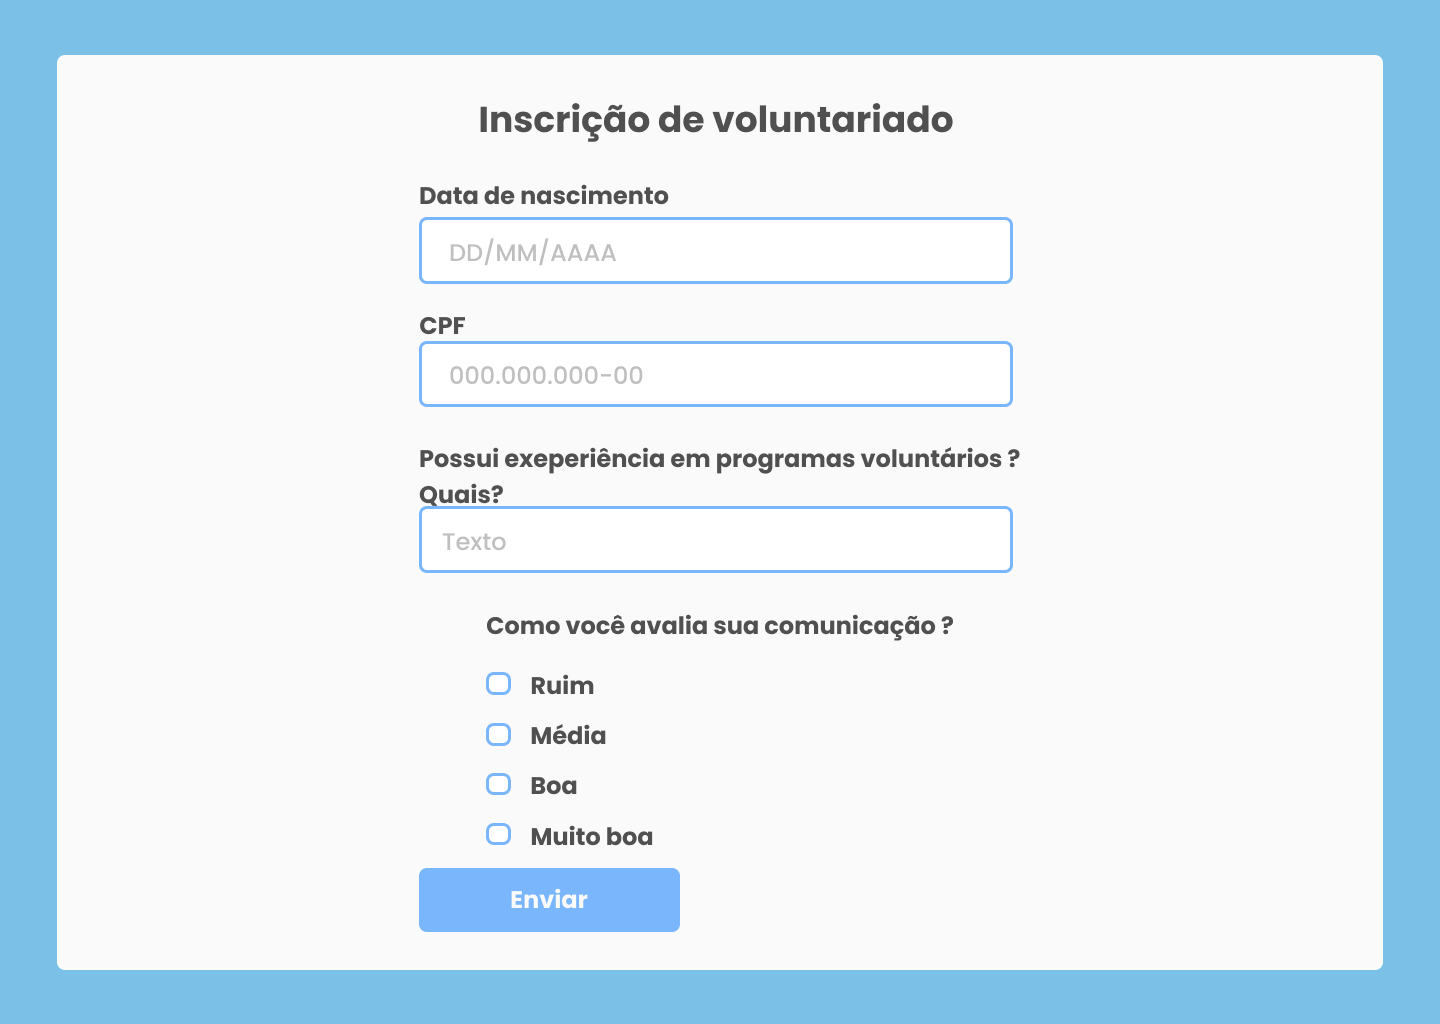 Inscrição de voluntariado
Data de nascimento
DD/MM/AAAA
CPF
000.000.000-00
Possui exeperiência em programas voluntários ?
Quais?
Texto
Como você avalia sua comunicação ?
Ruim
Média
Boa
Muito boa
Enviar